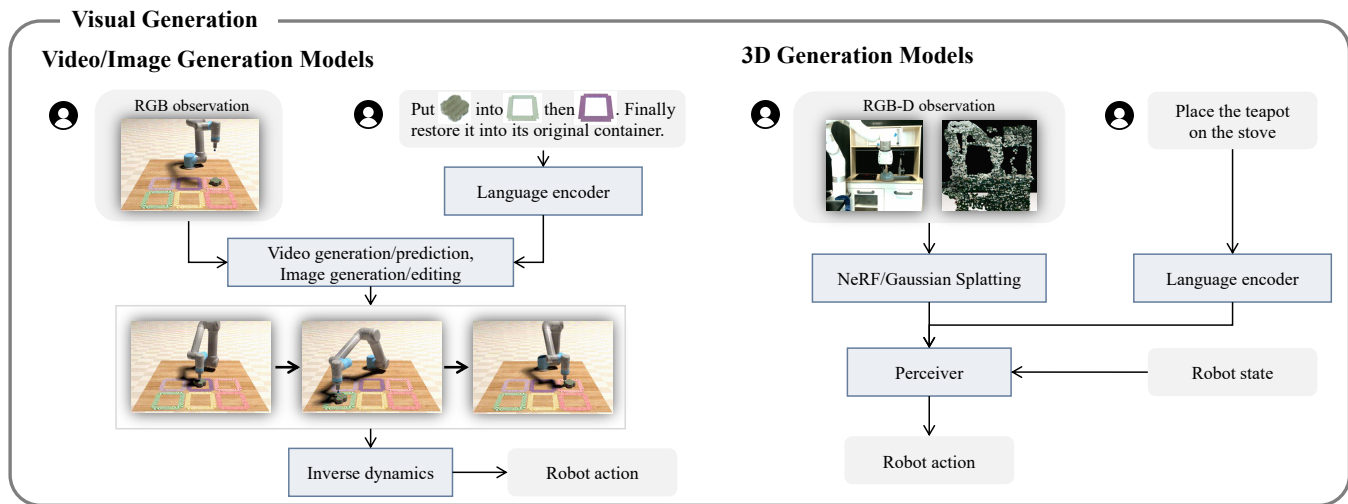 Visual Generation
Video/Image Generation Models
RGB observation
Put into then . Finally
restore it into its original container.
Language encoder
Video generation/prediction,
Image generation/editing
Inverse dynamics
Robot action
3D Generation Models
RGB-D observation
Place the teapot
on the stove
NeRF/Gaussian Splatting
Language encoder
Perceiver
Robot state
Robot action